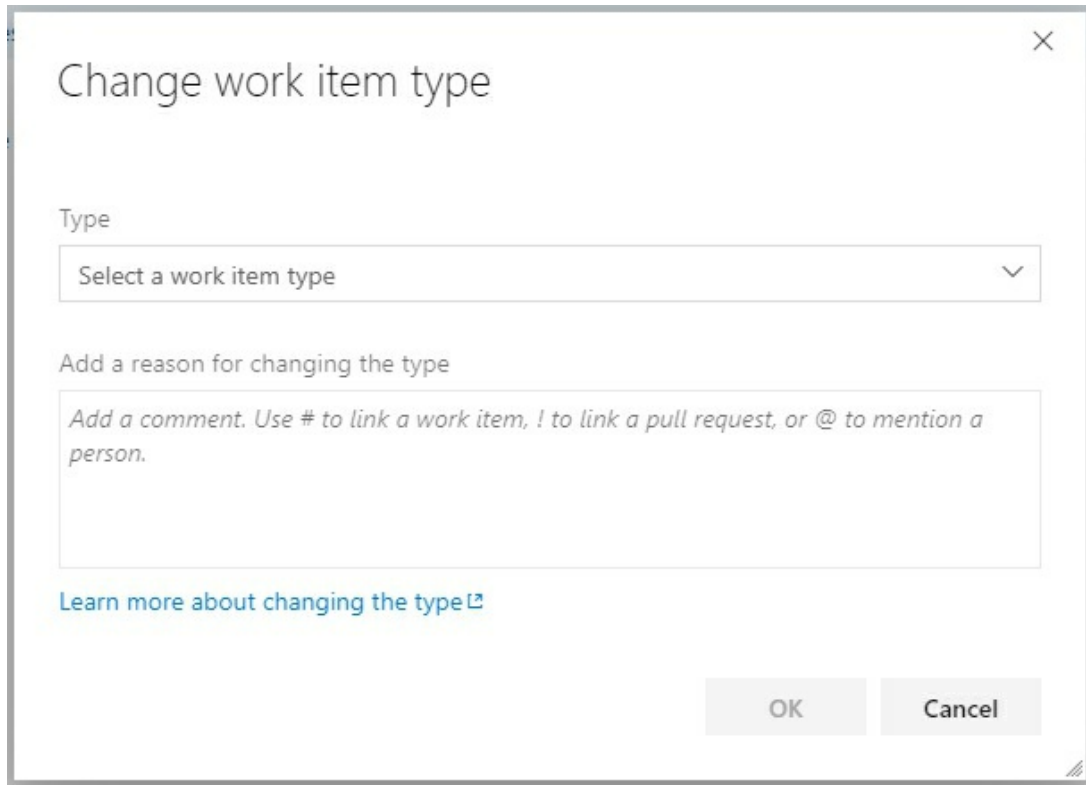 Change work item type
Type
Select a work item type
Add a reason for changing the type
Add a comment. Use # to link a work item, ! to link a pull request, or @ to mention a
person.
Learn more about changing the type
OK
Cancel